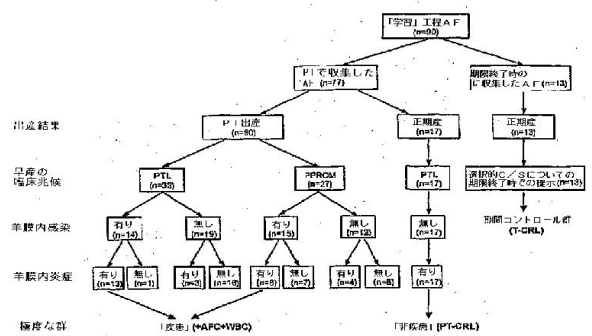 「学習」工程AF
(n=90)
PTで収集した
AF
(n=77)
期限終了時の
に収集したAF(n=13)
出産結果
PT出産
(n=60)
正期産
(n=17)
正期産
(n=13)
早産の
臨床兆候
PTL
(n=33)
PPROM
(n=27)
PTL
(n=17)
選択的C/Sについての
期限終了時での提示(n=13)
期間コントロール群
(T-CRL)
羊膜内感染
有り
(n=14)
無し
(n=19)
有り
(n=15)
無し
(n=12)
無し
(n=17)
羊膜内炎症
有り
(n=13)
無し
(n=1)
有り
(n=3)
無し
(n=16)
有り
(n=8)
無し
(n=7)
有り
(n=4)
無し
(n=8)
有り
(n=17)
極度な群
「疾患」(+AFC+WBC)
「非疾患」(PT-CRL)